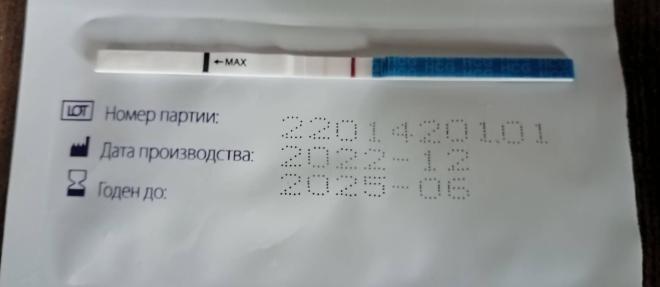 ←MAX
LOT Номер партии: 2201420101
Дата производства: 2022-12
Годен до: 2025-06